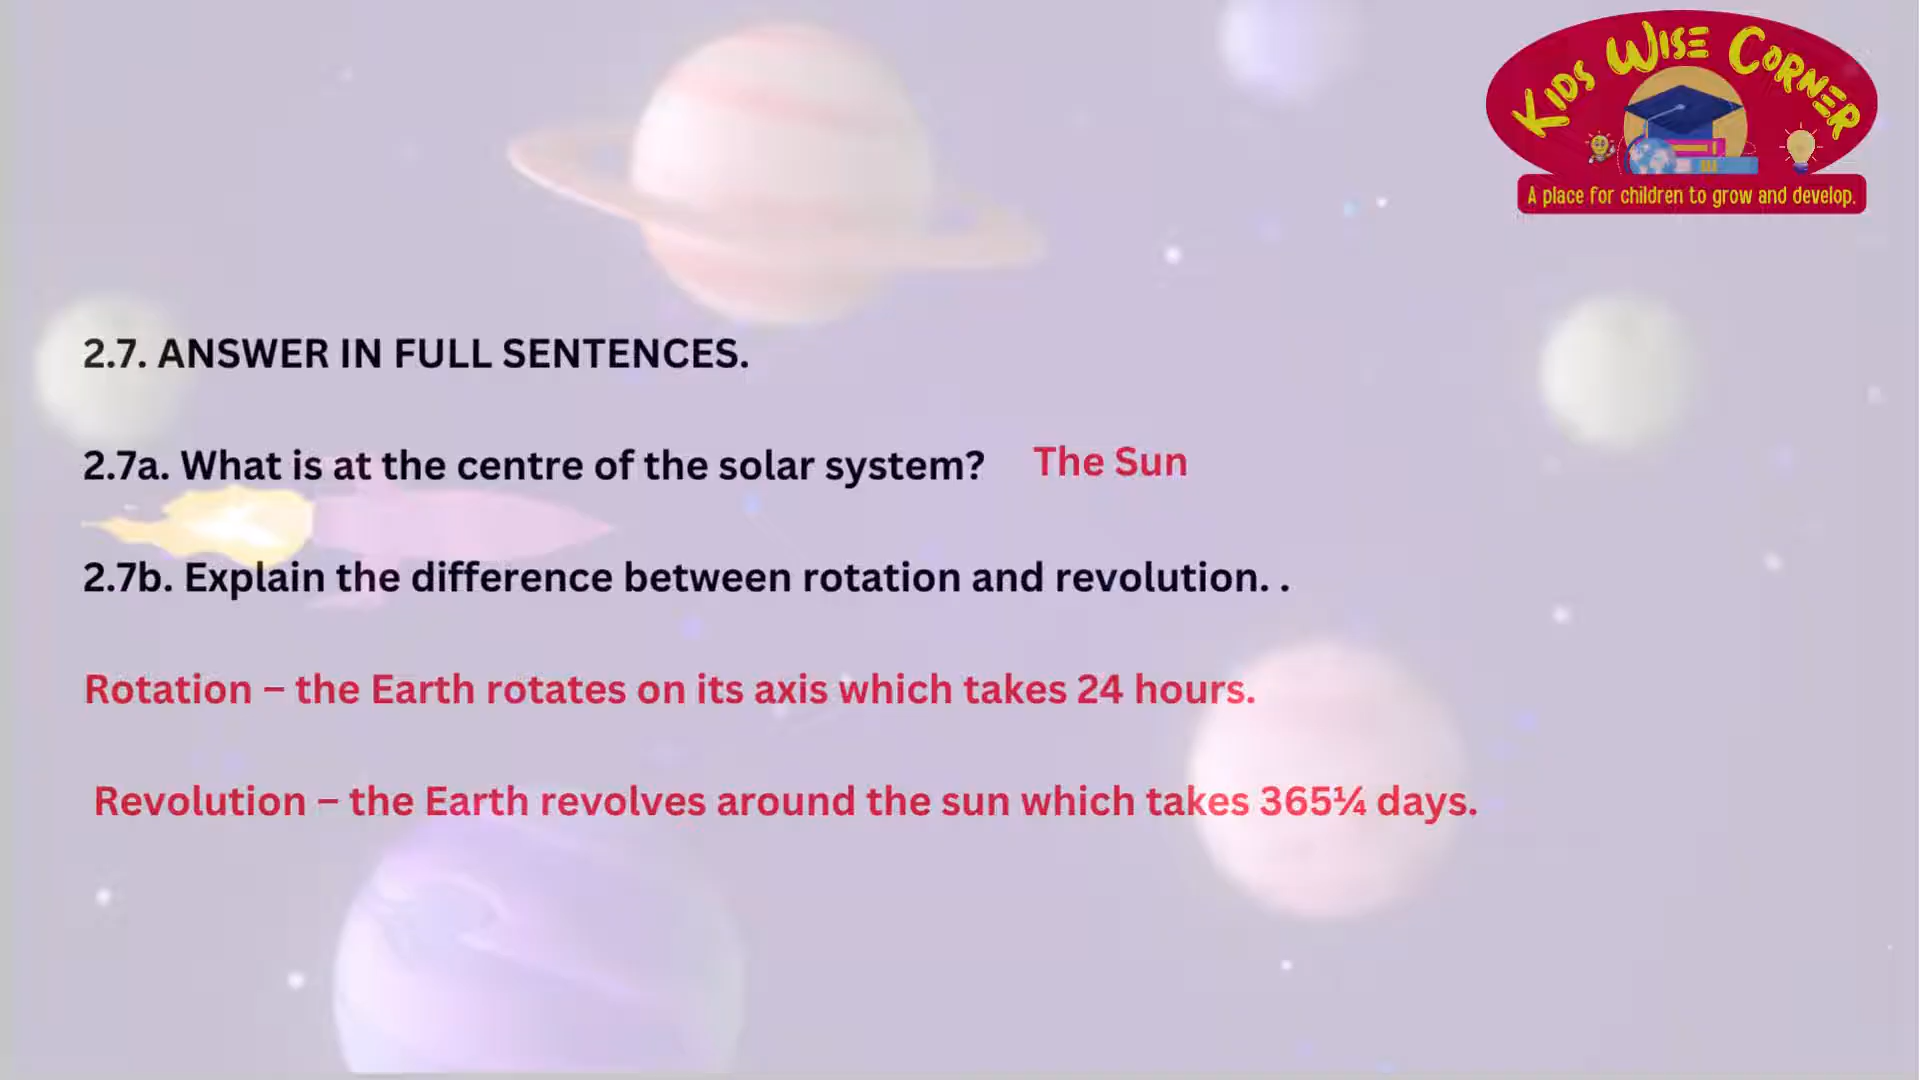 KIDS WISE CORNER
A place for children to grow and develop.
2.7. ANSWER IN FULL SENTENCES.
2.7a. What is at the centre of the solar system? The Sun
2.7b. Explain the difference between rotation and revolution. .
Rotation – the Earth rotates on its axis which takes 24 hours.
Revolution – the Earth revolves around the sun which takes 365¼ days.